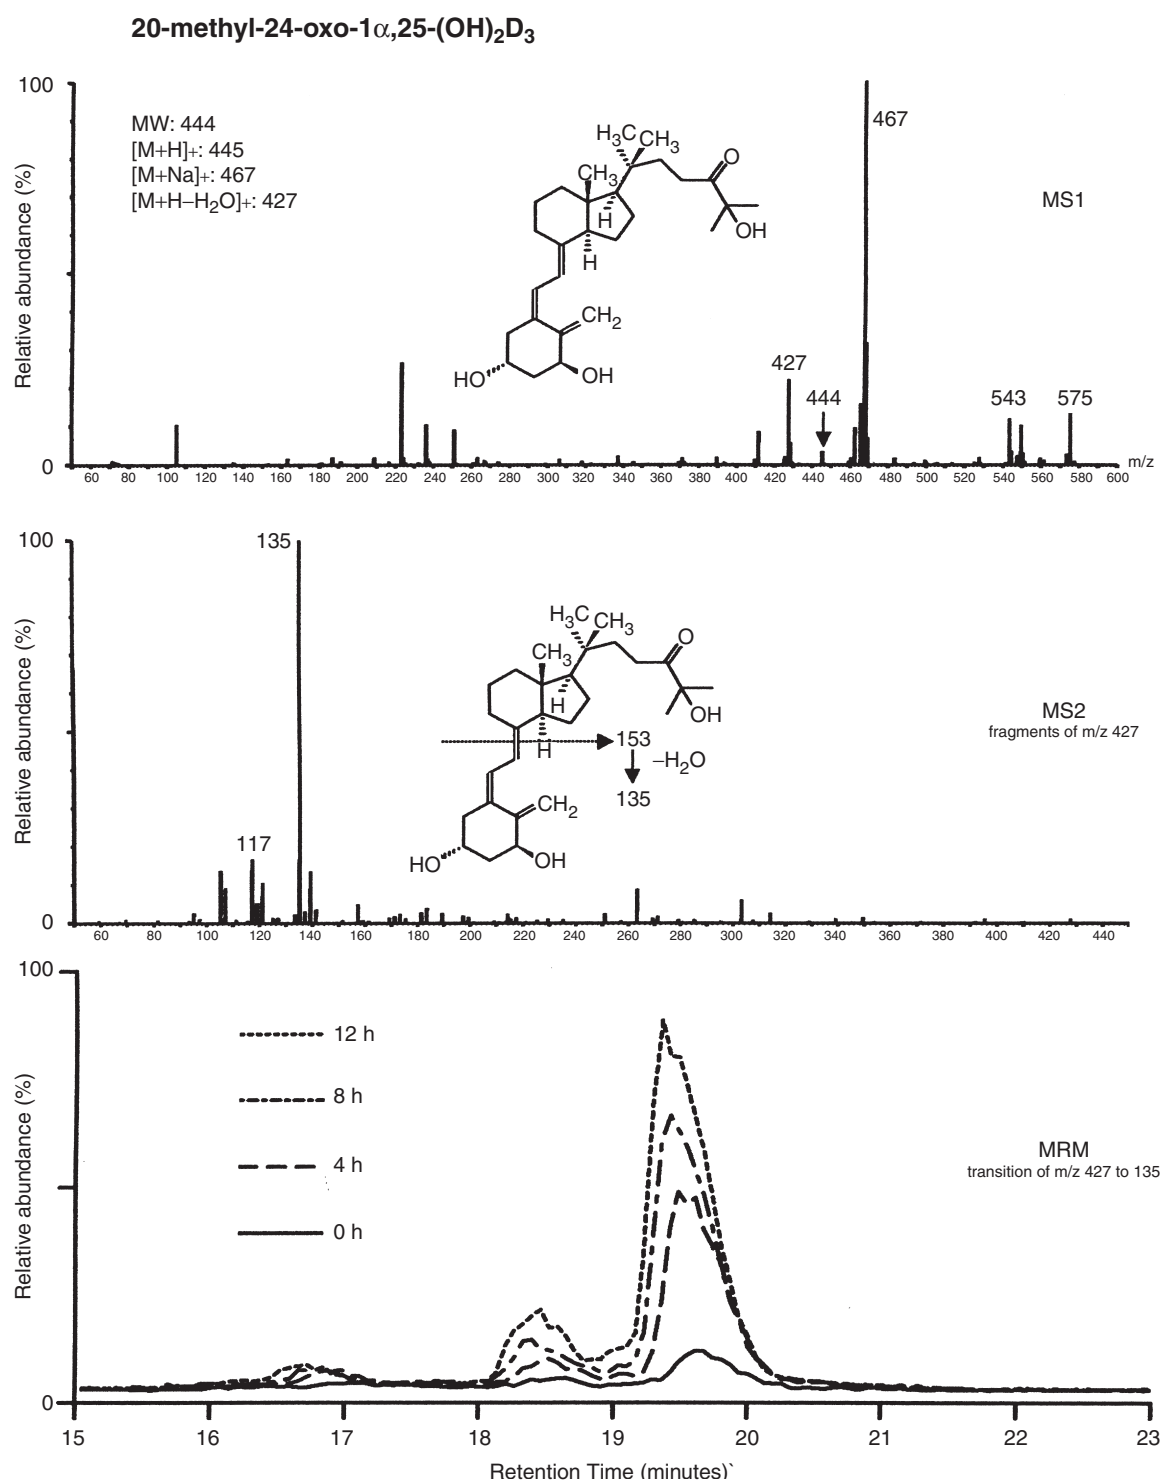 20-methyl-24-oxo-1α,25-(OH)₂D₃
100
Relative abundance (%)
0
MW: 444
[M+H]+: 445
[M+Na]+: 467
[M+H–H₂O]+: 427
H₃C
CH₃
O
CH₃
H
OH
H
CH₂
HO
OH
467
MS1
427
444
543
575
60 80 100 120 140 160 180 200 220 240 260 280 300 320 340 360 380 400 420 440 460 480 500 520 540 560 580 600
m/z
100
Relative abundance (%)
0
135
117
H₃C
CH₃
O
CH₃
H
OH
H
153
–H₂O
135
CH₂
HO
OH
MS2
fragments of m/z 427
60 80 100 120 140 160 180 200 220 240 260 280 300 320 340 360 380 400 420 440
100
Relative abundance (%)
0
12 h
8 h
4 h
0 h
MRM
transition of m/z 427 to 135
15 16 17 18 19 20 21 22 23
Retention Time (minutes)`